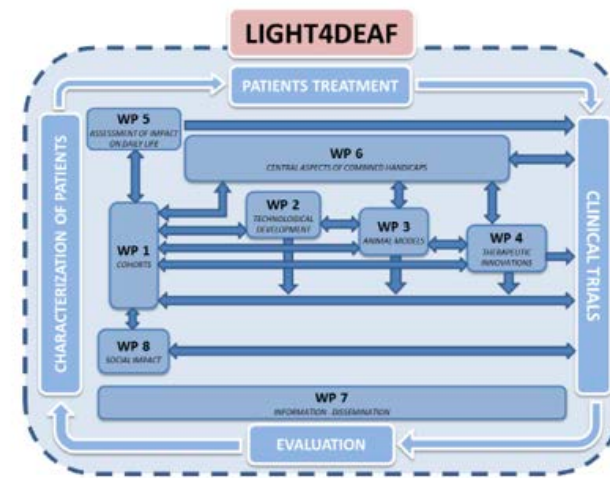 LIGHT4DEAF
PATIENTS TREATMENT
CHARACTERIZATION OF PATIENTS
WP 5
ASSESSMENT OF IMPACT
ON DAILY LIFE
WP 6
CENTRAL ASPECTS OF COMBINED HANDICAPS
WP 2
TECHNOLOGICAL
DEVELOPMENT
WP 3
ANIMAL MODELS
WP 1
COHORTS
WP 4
THERAPEUTIC
INNOVATIONS
WP 8
SOCIAL IMPACT
WP 7
INFORMATION - DISSEMINATION
CLINICAL TRIALS
EVALUATION